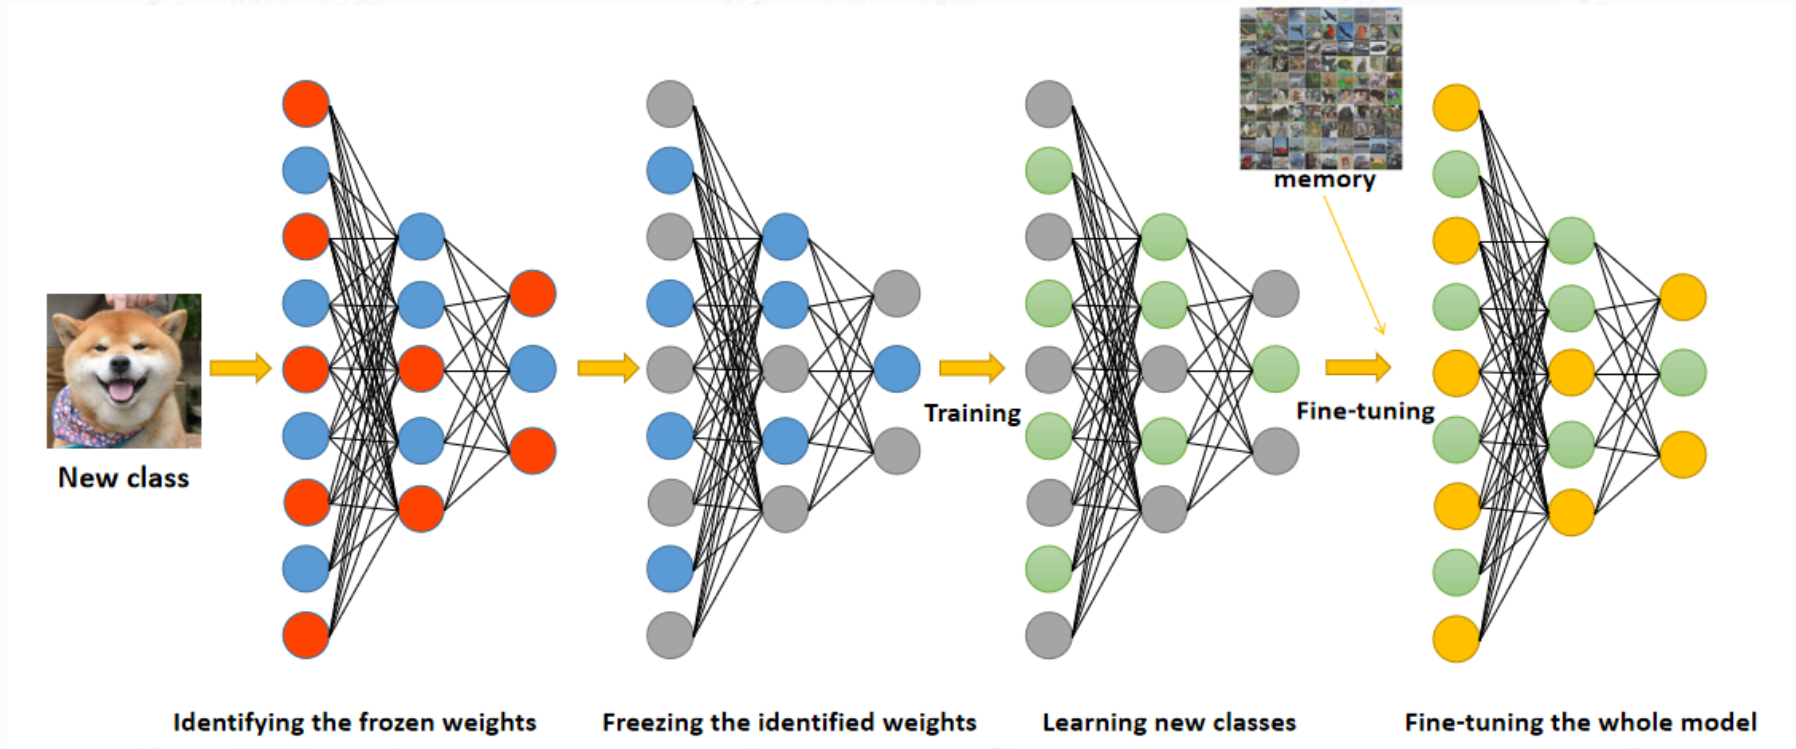 memory
Training
Fine-tuning
New class
Identifying the frozen weights
Freezing the identified weights
Learning new classes
Fine-tuning the whole model